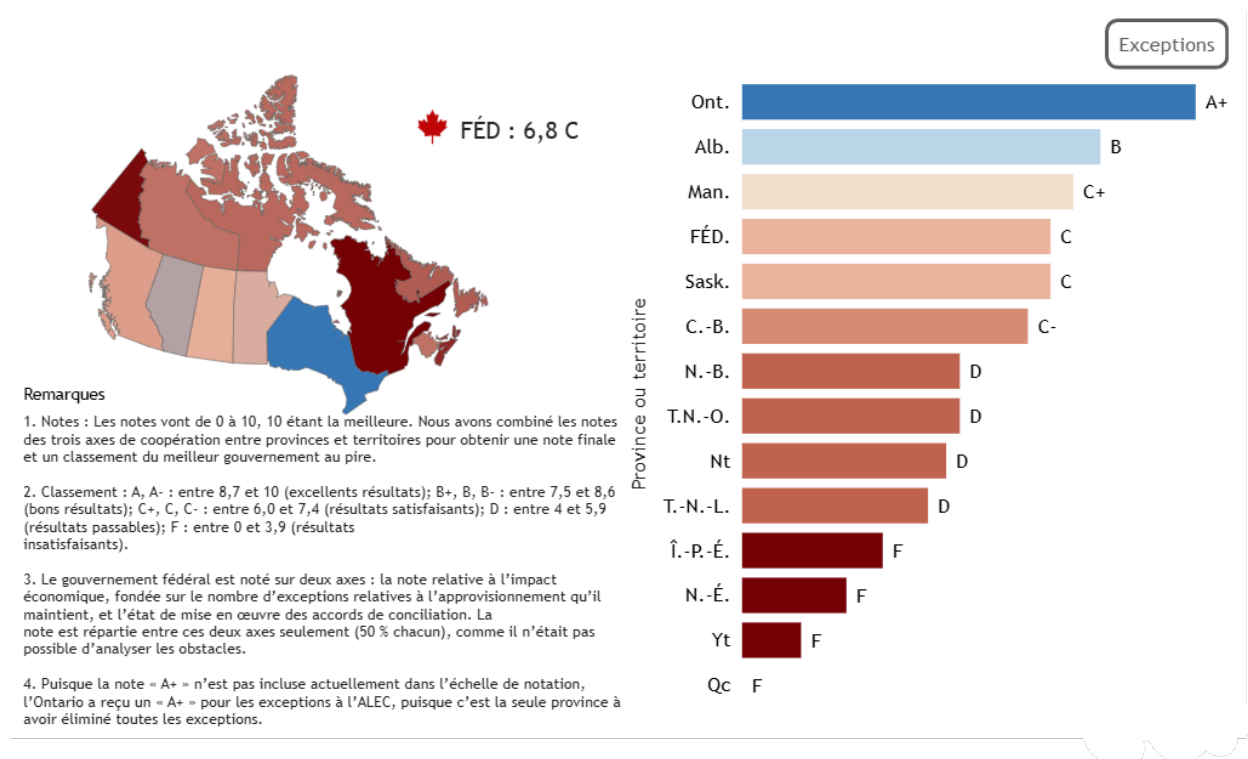 Exceptions
FÉD : 6,8 C
Remarques
1. Notes : Les notes vont de 0 à 10, 10 étant la meilleure. Nous avons combiné les notes
des trois axes de coopération entre provinces et territoires pour obtenir une note finale
et un classement du meilleur gouvernement au pire.
2. Classement : A, A- : entre 8,7 et 10 (excellents résultats); B+, B, B- : entre 7,5 et 8,6
(bons résultats); C+, C, C- : entre 6,0 et 7,4 (résultats satisfaisants); D : entre 4 et 5,9
(résultats passables); F : entre 0 et 3,9 (résultats
insatisfaisants).
3. Le gouvernement fédéral est noté sur deux axes : la note relative à l’impact
économique, fondée sur le nombre d’exceptions relatives à l’approvisionnement qu’il
maintient, et l’état de mise en œuvre des accords de conciliation. La
note est répartie entre ces deux axes seulement (50 % chacun), comme il n’était pas
possible d’analyser les obstacles.
4. Puisque la note « A+ » n’est pas incluse actuellement dans l’échelle de notation,
l’Ontario a reçu un « A+ » pour les exceptions à l’ALEC, puisque c’est la seule province à
avoir éliminé toutes les exceptions.
Province ou territoire
Ont. A+
Alb. B
Man. C+
FÉD. C
Sask. C
C.-B. C-
N.-B. D
T.N.-O. D
Nt D
T.-N.-L. D
Î.-P.-É. F
N.-É. F
Yt F
Qc F